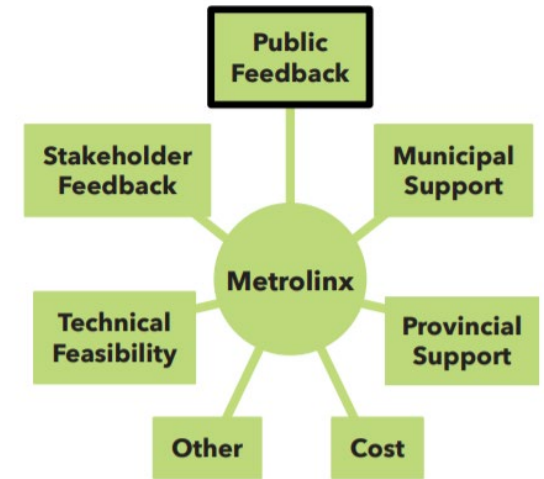 Public
Feedback
Stakeholder
Feedback
Municipal
Support
Metrolinx
Technical
Feasibility
Provincial
Support
Other
Cost